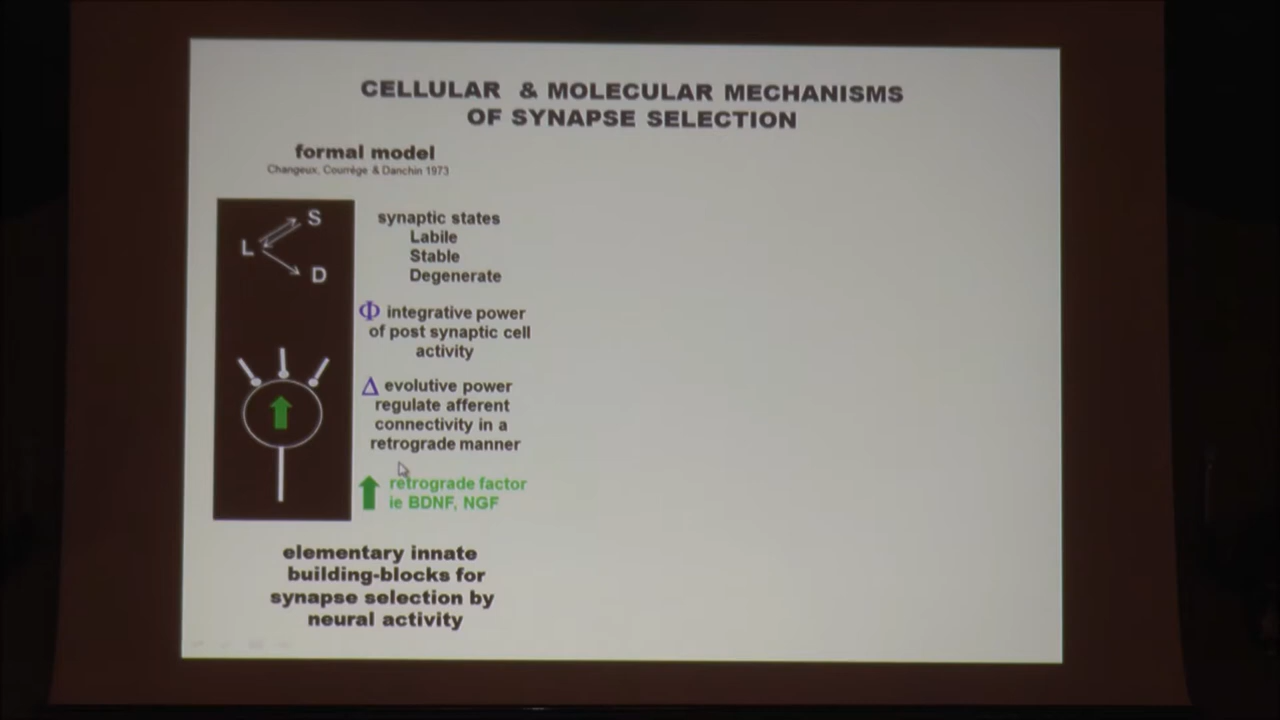 CELLULAR & MOLECULAR MECHANISMS
OF SYNAPSE SELECTION
formal model
Changeux, Courrège & Danchin 1973
S
L
D
synaptic states
Labile
Stable
Degenerate
Φ integrative power
of post synaptic cell
activity
Δ evolutive power
regulate afferent
connectivity in a
retrograde manner
retrograde factor
ie BDNF, NGF
elementary innate
building-blocks for
synapse selection by
neural activity